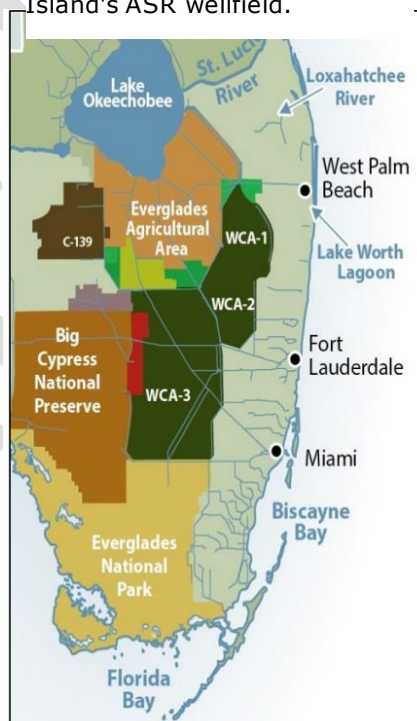 Island's ASR wellfield.
Lake
Okeechobee
St. Lucie
River
Loxahatchee
River
West Palm
Beach
Everglades
Agricultural
Area
C-139
WCA-1
Lake Worth
Lagoon
WCA-2
Big
Cypress
National
Preserve
WCA-3
Fort
Lauderdale
Miami
Biscayne
Bay
Everglades
National
Park
Florida
Bay